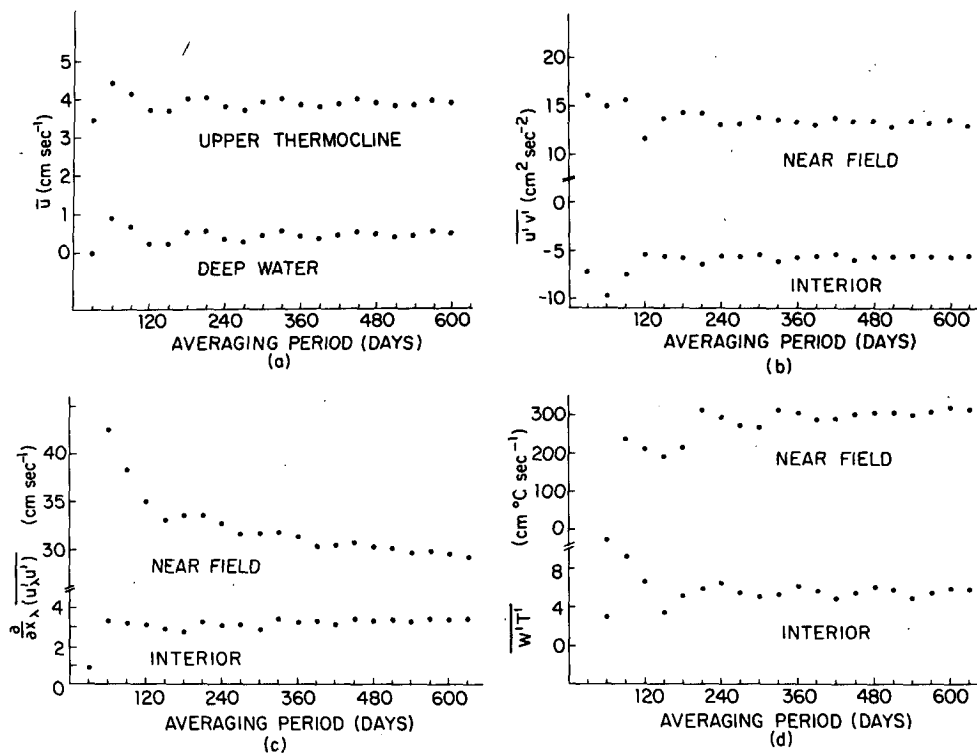 5
4
3
2
1
0
ū (cm sec⁻¹)
UPPER THERMOCLINE
DEEP WATER
120 240 360 480 600
AVERAGING PERIOD (DAYS)
(a)
20
15
10
5
0
-5
-10
u'v' (cm² sec⁻²)
NEAR FIELD
INTERIOR
120 240 360 480 600
AVERAGING PERIOD (DAYS)
(b)
40
35
30
4
2
0
∂/∂xλ (u'λu') (cm sec⁻¹)
NEAR FIELD
INTERIOR
120 240 360 480 600
AVERAGING PERIOD (DAYS)
(c)
300
200
100
0
8
4
0
W'T' (cm °C sec⁻¹)
NEAR FIELD
INTERIOR
120 240 360 480 600
AVERAGING PERIOD (DAYS)
(d)